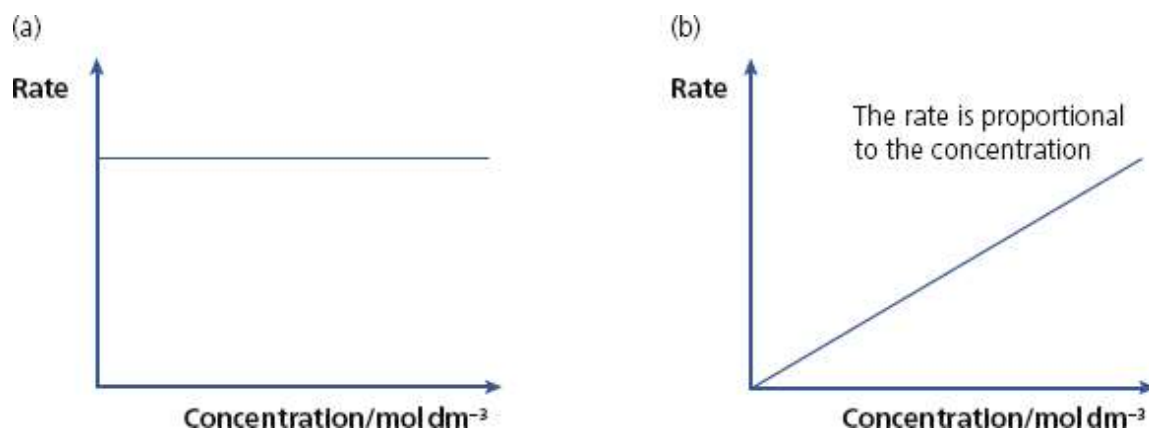 (a)
Rate
Concentration/mol dm⁻³
(b)
Rate
The rate is proportional
to the concentration
Concentration/mol dm⁻³